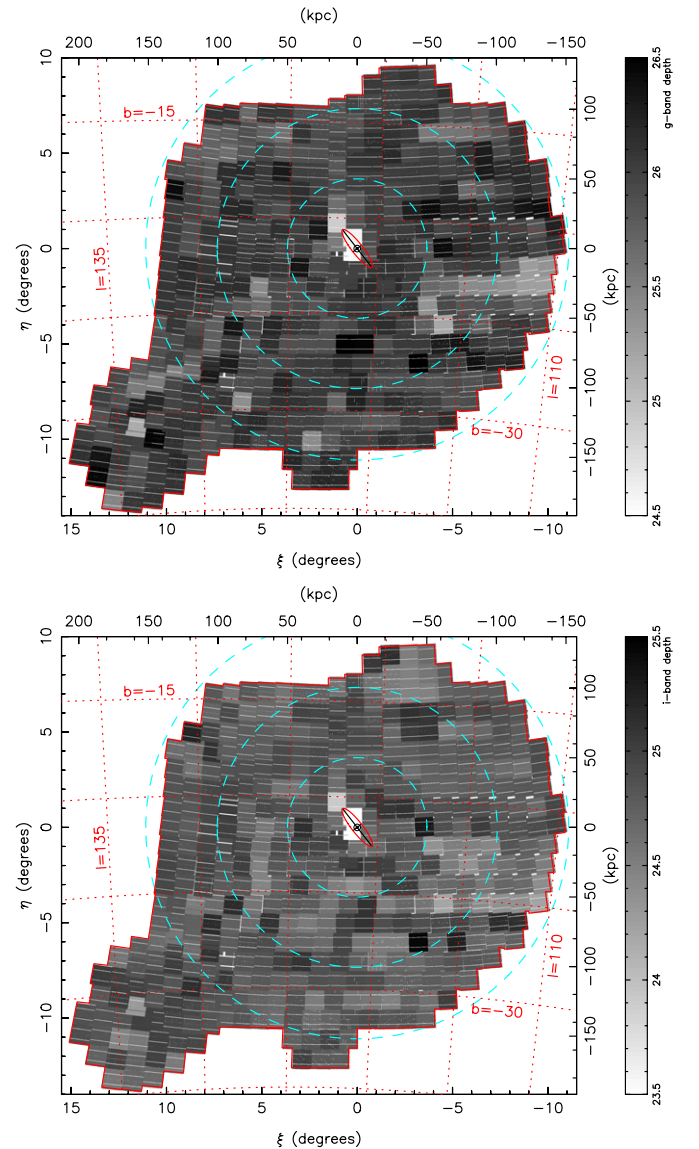 (kpc)
200 150 100 50 0 −50 −100 −150
10
5
0
−5
−10
η (degrees)
b=−15
l=135
l=110
b=−30
100
50
0
−50
−100
−150
(kpc)
15 10 5 0 −5 −10
ξ (degrees)
26.5
26
25.5
25
24.5
g−band depth
(kpc)
200 150 100 50 0 −50 −100 −150
10
5
0
−5
−10
η (degrees)
b=−15
l=135
l=110
b=−30
100
50
0
−50
−100
−150
(kpc)
15 10 5 0 −5 −10
ξ (degrees)
25.5
25
24.5
24
23.5
i−band depth